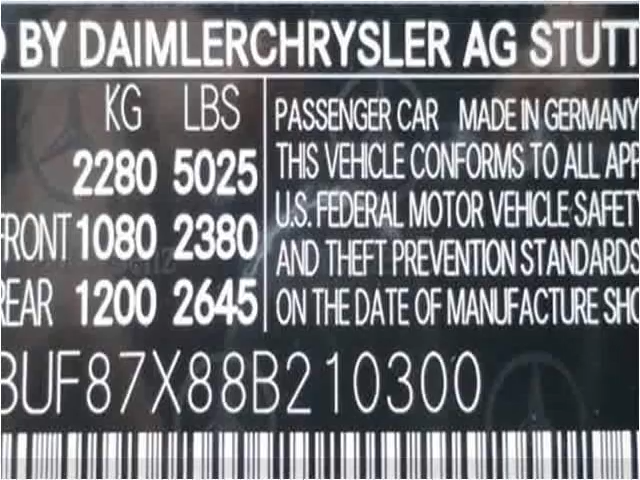 BY DAIMLERCHRYSLER AG STUTT
KG LBS
2280 5025
FRONT 1080 2380
REAR 1200 2645
PASSENGER CAR MADE IN GERMANY
THIS VEHICLE CONFORMS TO ALL APP
U.S. FEDERAL MOTOR VEHICLE SAFETY
AND THEFT PREVENTION STANDARDS
ON THE DATE OF MANUFACTURE SHO
BUF87X88B210300